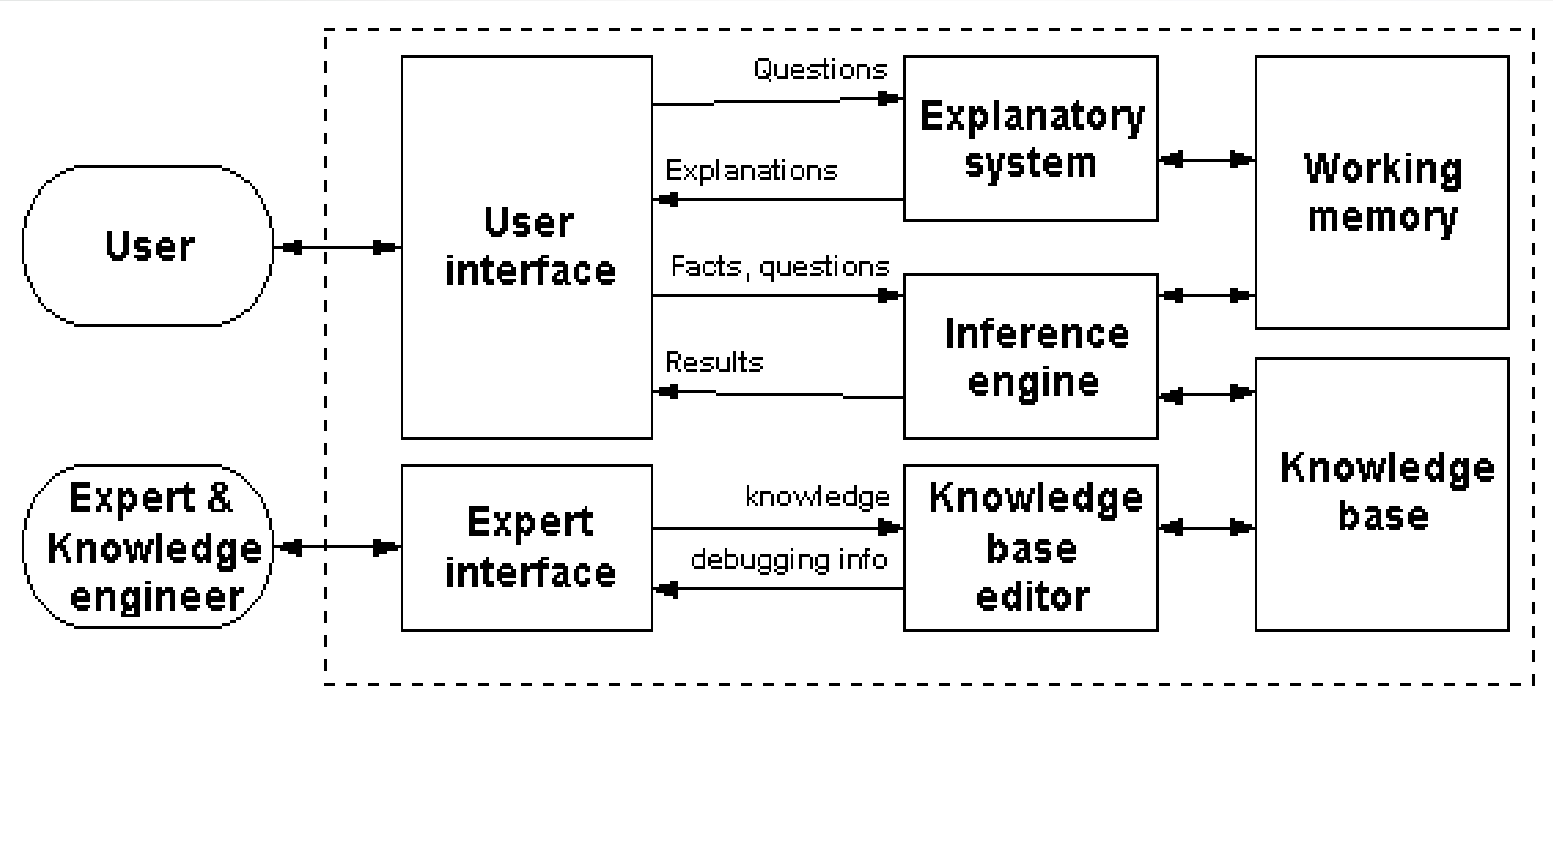 Questions
Explanatory
system
Explanations
Working
memory
User
User
interface
Facts, questions
Inference
engine
Results
Knowledge
base
Expert &
Knowledge
engineer
Expert
interface
knowledge
debugging info
Knowledge
base
editor